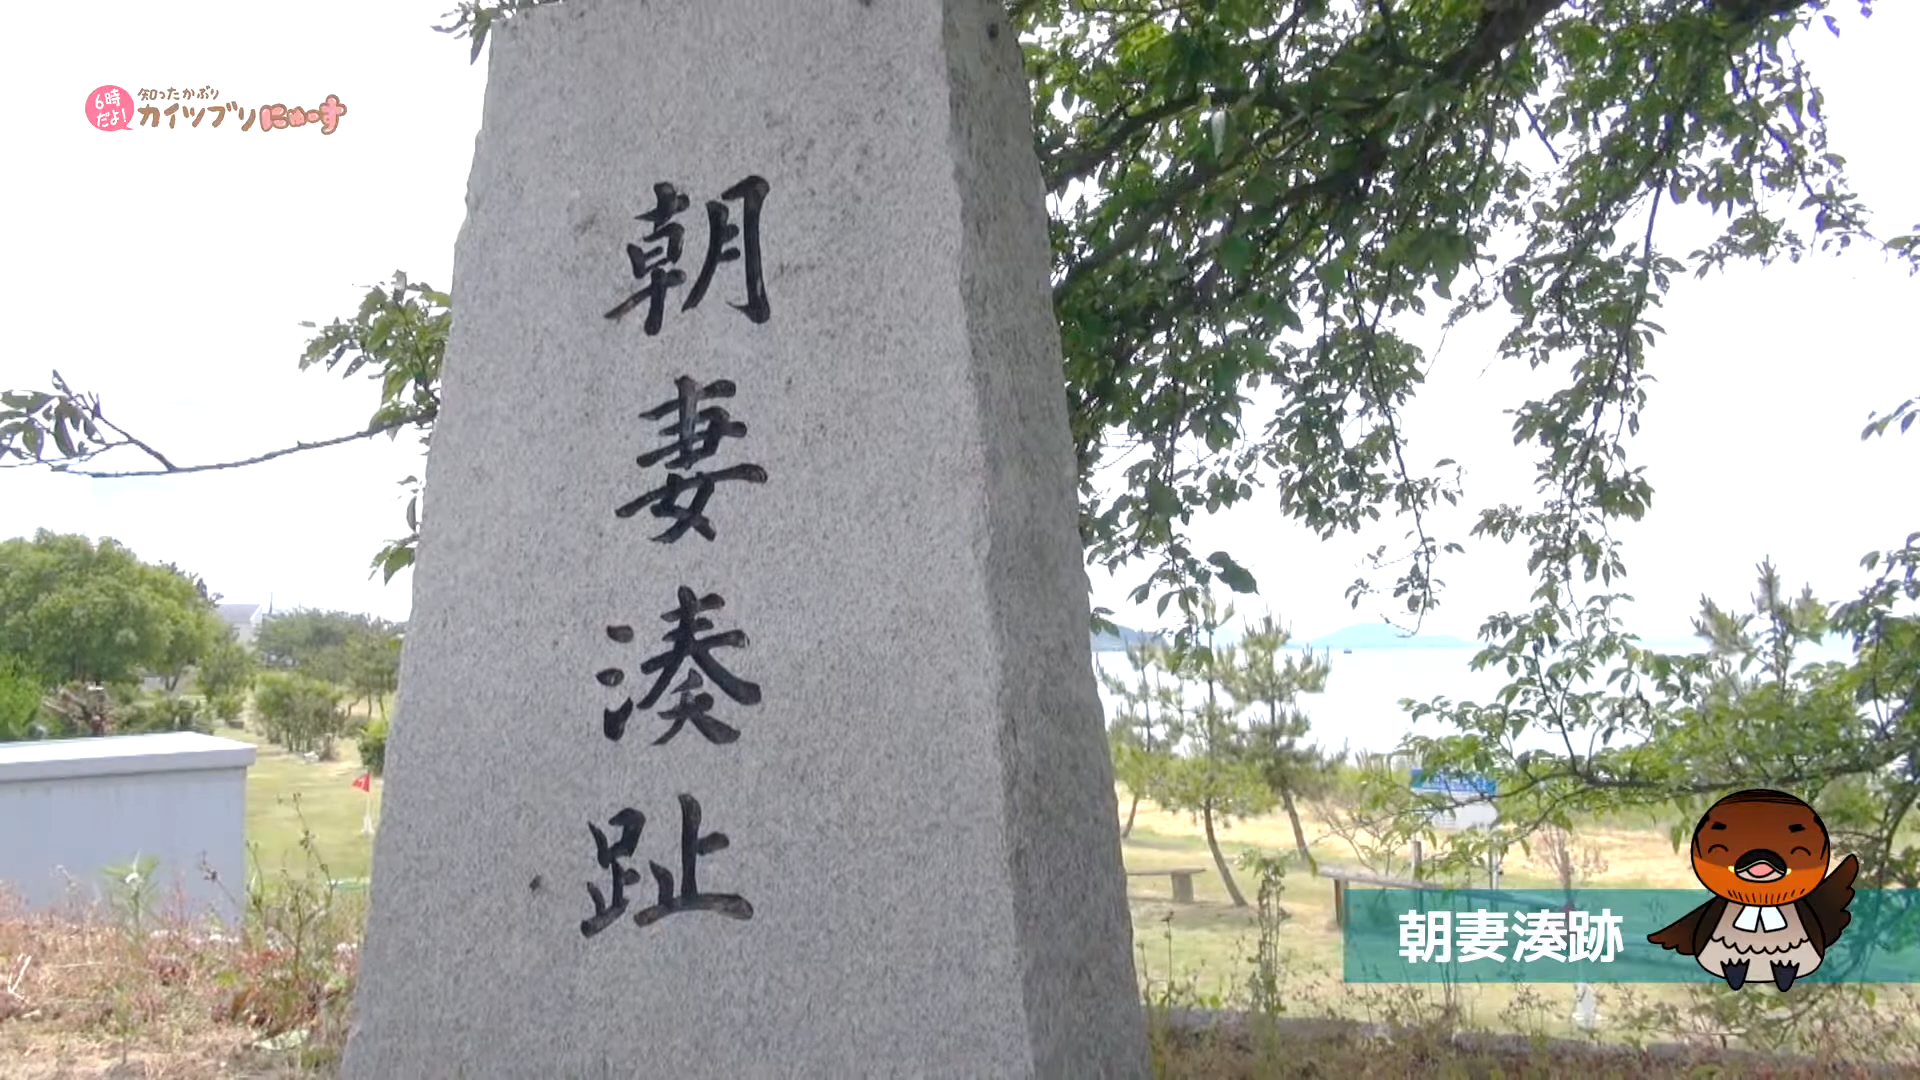 6時
だよ!
知ったかぶり
カイツブリにゅーす
朝妻湊趾
朝妻湊跡